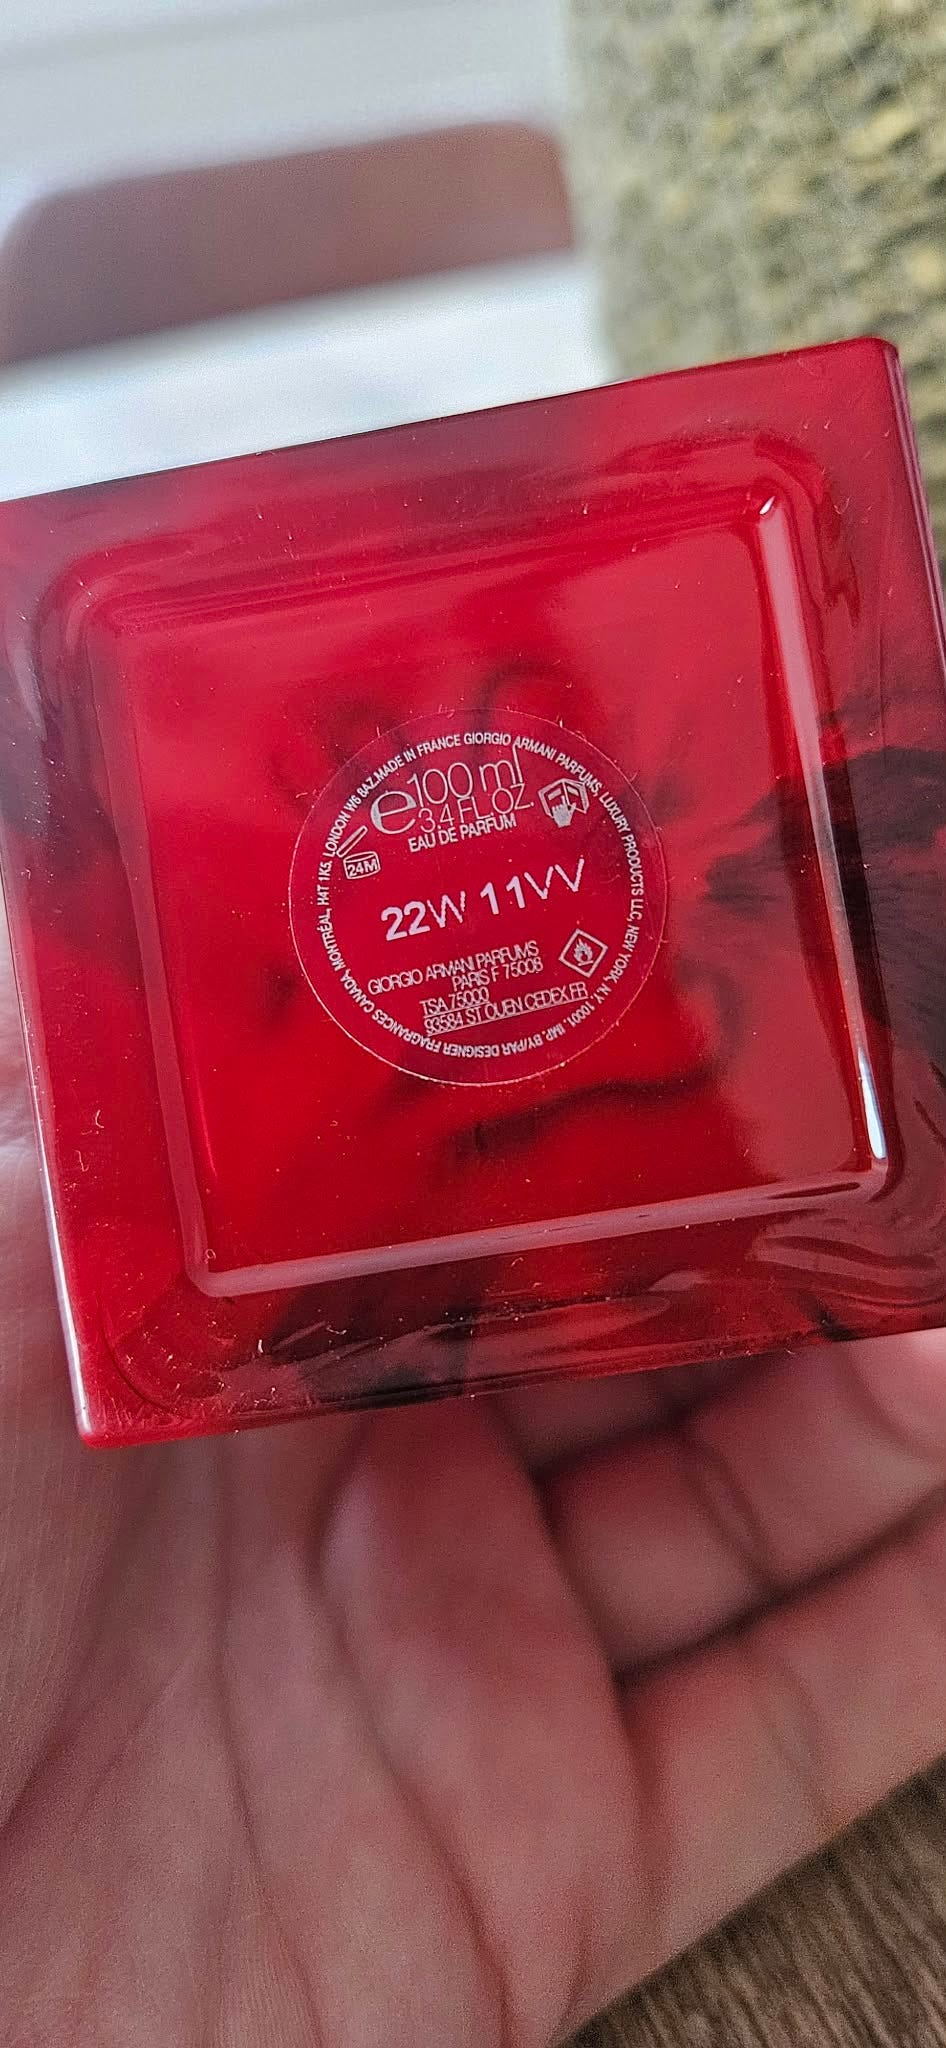 MADE IN FRANCE GIORGIO ARMANI PARFUMS, LUXURY PRODUCTS LLC, NEW YORK, N.Y. 10001. IMP. BY/PAR DESIGNER FRAGRANCES CANADA, MONTRÉAL, H4T 1K5. LONDON W6 8AZ.
e 100 ml
3.4 FL.OZ.
EAU DE PARFUM
24M
22W 11VV
GIORGIO ARMANI PARFUMS
PARIS F 75008
TSA 75000
93584 ST OUEN CEDEX FR